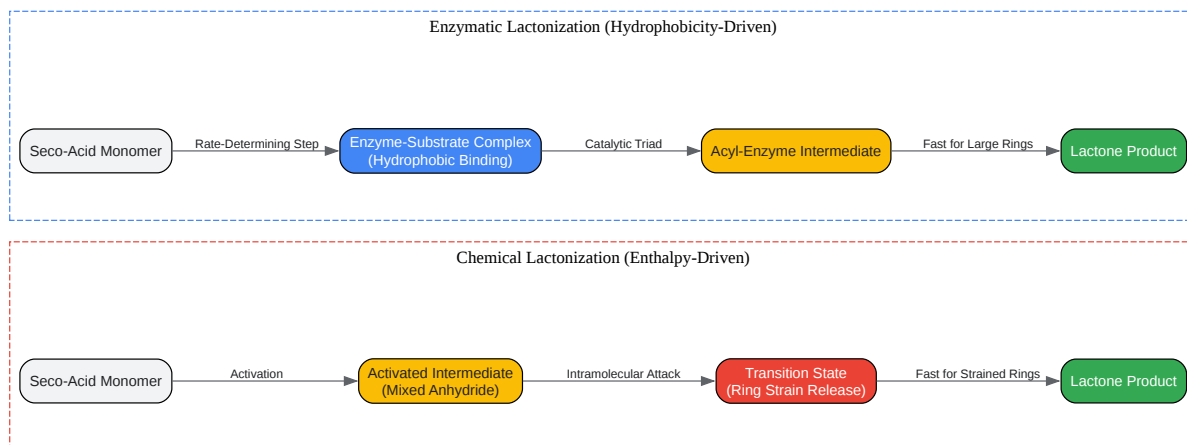 Enzymatic Lactonization (Hydrophobicity-Driven)
Seco-Acid Monomer
Rate-Determining Step
Enzyme-Substrate Complex
(Hydrophobic Binding)
Catalytic Triad
Acyl-Enzyme Intermediate
Fast for Large Rings
Lactone Product
Chemical Lactonization (Enthalpy-Driven)
Seco-Acid Monomer
Activation
Activated Intermediate
(Mixed Anhydride)
Intramolecular Attack
Transition State
(Ring Strain Release)
Fast for Strained Rings
Lactone Product